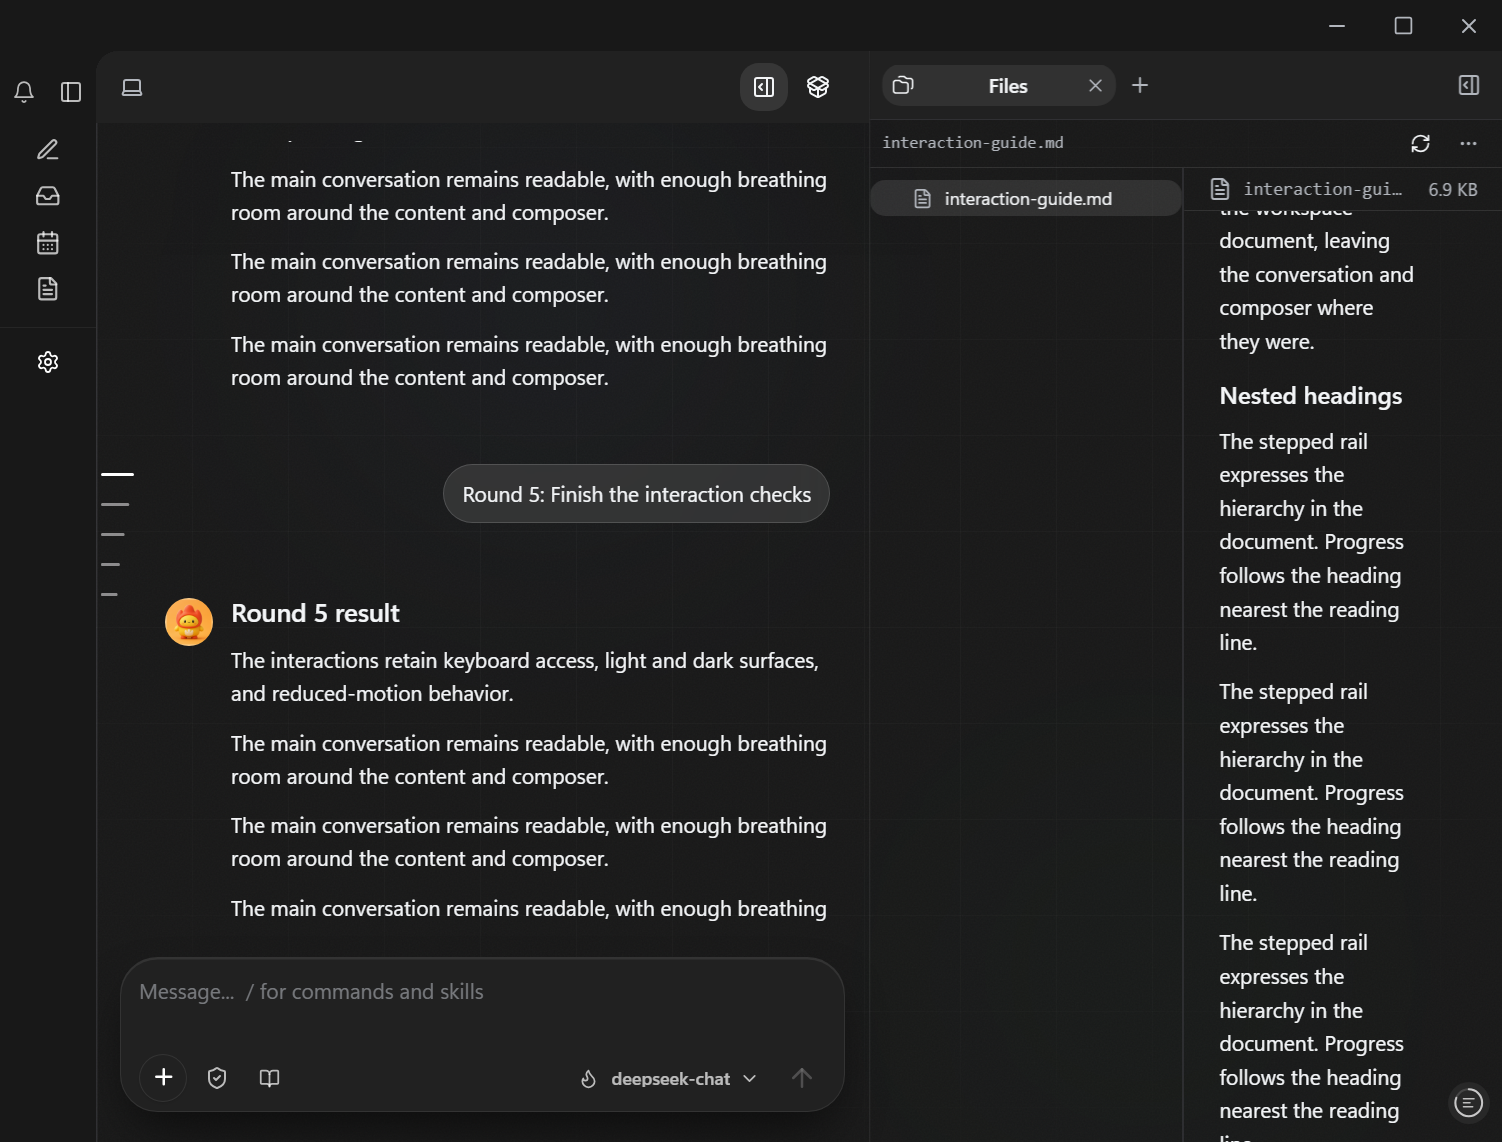 Files
interaction-guide.md
interaction-guide.md
interaction-gui... 6.9 KB
The main conversation remains readable, with enough breathing
room around the content and composer.
The main conversation remains readable, with enough breathing
room around the content and composer.
The main conversation remains readable, with enough breathing
room around the content and composer.
Round 5: Finish the interaction checks
Round 5 result
The interactions retain keyboard access, light and dark surfaces,
and reduced-motion behavior.
The main conversation remains readable, with enough breathing
room around the content and composer.
The main conversation remains readable, with enough breathing
room around the content and composer.
The main conversation remains readable, with enough breathing
Message... / for commands and skills
deepseek-chat
the workspace
document, leaving
the conversation and
composer where
they were.
Nested headings
The stepped rail
expresses the
hierarchy in the
document. Progress
follows the heading
nearest the reading
line.
The stepped rail
expresses the
hierarchy in the
document. Progress
follows the heading
nearest the reading
line.
The stepped rail
expresses the
hierarchy in the
document. Progress
follows the heading
nearest the reading